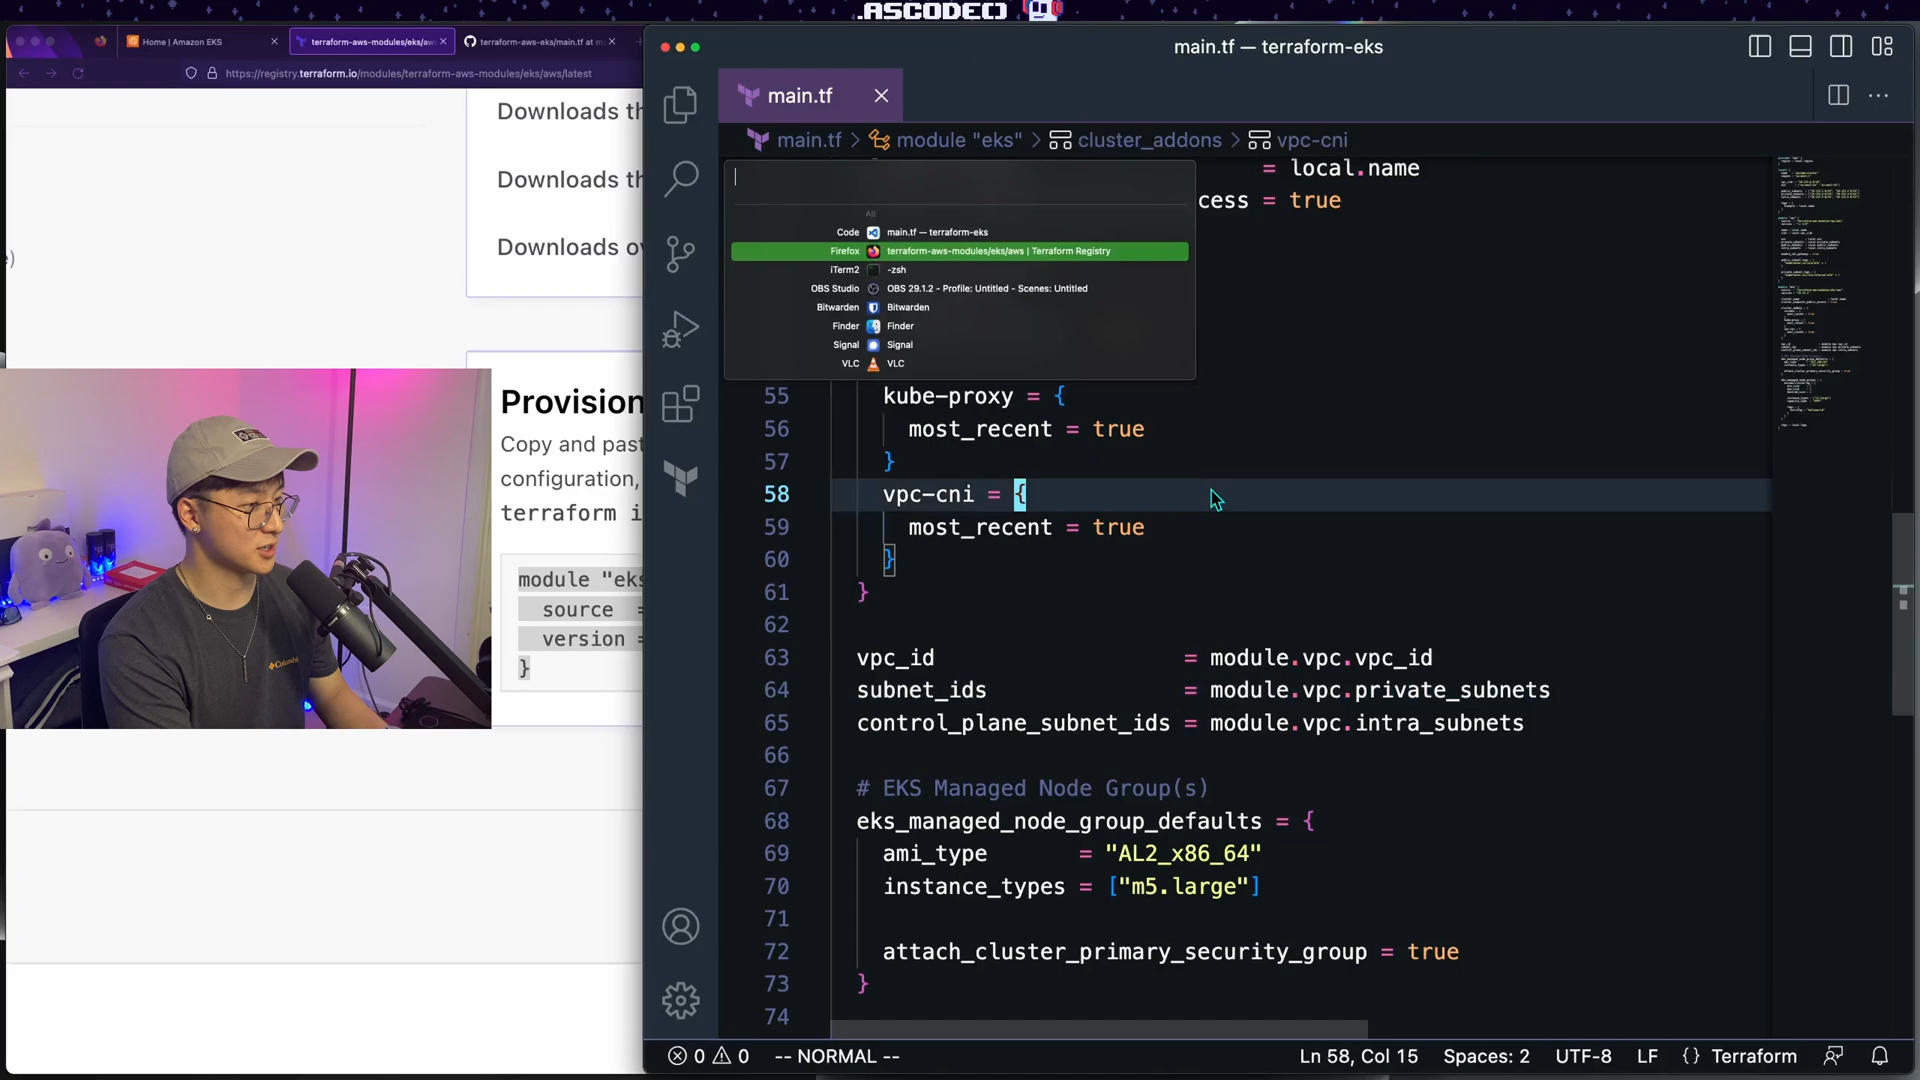 .ASCODE()
Home | Amazon EKS
terraform-aws-modules/eks/aw
terraform-aws-eks/main.tf at m
https://registry.terraform.io/modules/terraform-aws-modules/eks/aws/latest
Downloads th
Downloads th
Downloads ov
Provision
Copy and past
configuration,
terraform i
module "eks
source =
version =
}
main.tf — terraform-eks
main.tf
main.tf > module "eks" > cluster_addons > vpc-cni
= local.name
cess = true
All
Code main.tf — terraform-eks
Firefox terraform-aws-modules/eks/aws | Terraform Registry
iTerm2 -zsh
OBS Studio OBS 29.1.2 - Profile: Untitled - Scenes: Untitled
Bitwarden Bitwarden
Finder Finder
Signal Signal
VLC VLC
55 kube-proxy = {
56 most_recent = true
57 }
58 vpc-cni = {
59 most_recent = true
60 }
61 }
62
63 vpc_id = module.vpc.vpc_id
64 subnet_ids = module.vpc.private_subnets
65 control_plane_subnet_ids = module.vpc.intra_subnets
66
67 # EKS Managed Node Group(s)
68 eks_managed_node_group_defaults = {
69 ami_type = "AL2_x86_64"
70 instance_types = ["m5.large"]
71
72 attach_cluster_primary_security_group = true
73 }
74
0 0 -- NORMAL --
Ln 58, Col 15 Spaces: 2 UTF-8 LF {} Terraform
Columbia